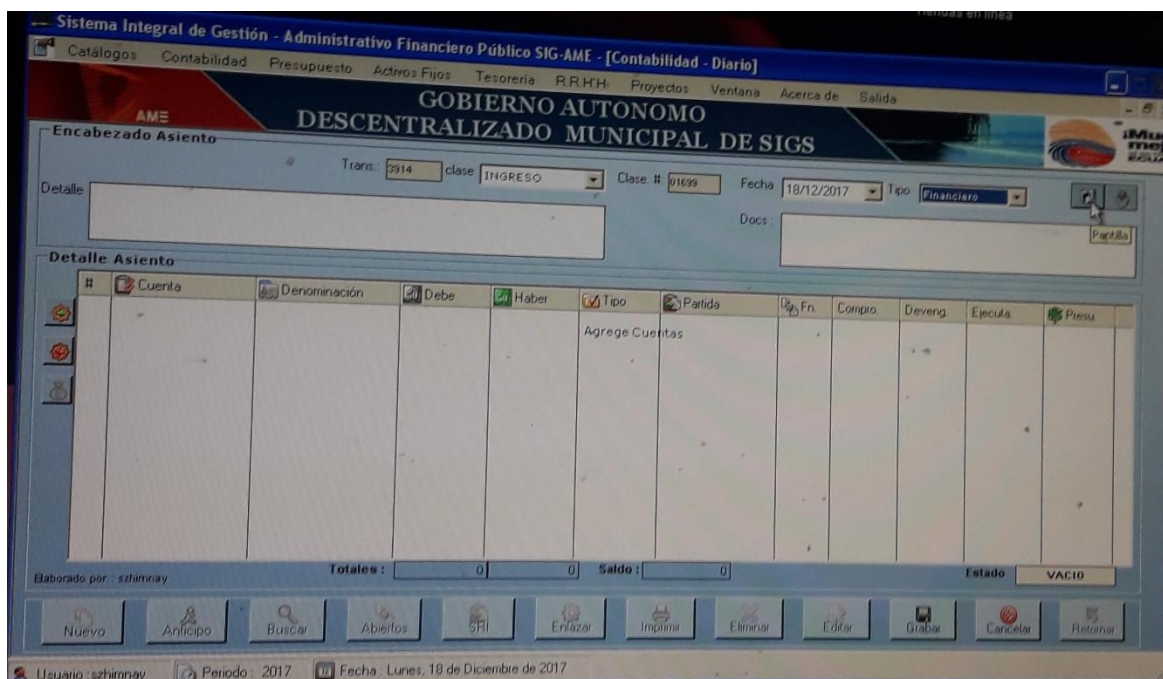 Tiendas en línea
Sistema Integral de Gestión - Administrativo Financiero Público SIG-AME - [Contabilidad - Diario]
Catálogos Contabilidad Presupuesto Activos Fijos Tesorería R.R.H.H. Proyectos Ventana Acerca de Salida
AME
GOBIERNO AUTONOMO
DESCENTRALIZADO MUNICIPAL DE SIGS
Encabezado Asiento
Trans.: 3914 clase INGRESO Clase. # 01699 Fecha 18/12/2017 Tipo Financiero
Detalle
Docs :
Pantilla
Detalle Asiento
# Cuenta Denominación Debe Haber Tipo Partida Fn. Compro. Deveng. Ejecuta. Presu.
Agrege Cuentas
Totales : 0 0 Saldo : 0
Elaborado por : szhimnay
Estado VACIO
Nuevo Anticipo Buscar Abiertos SRI Enlazar Imprimir Eliminar Editar Grabar Cancelar Retornar
Usuario : szhimnay Periodo : 2017 Fecha : Lunes, 18 de Diciembre de 2017